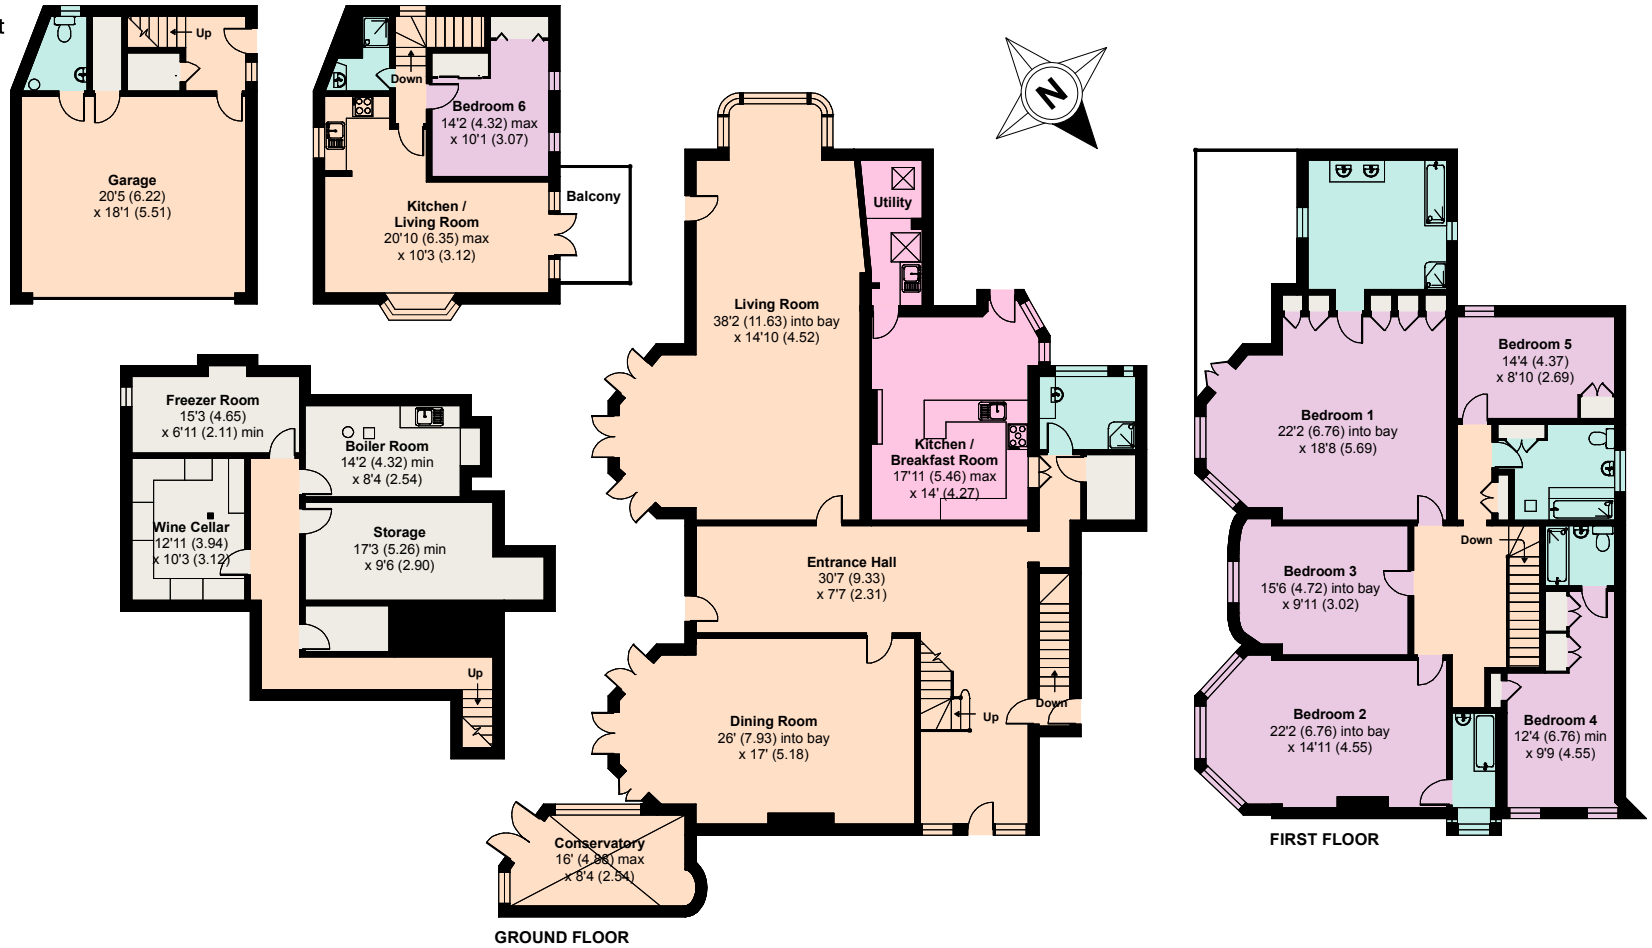 t
Up
Garage
20'5 (6.22)
x 18'1 (5.51)
Down
Bedroom 6
14'2 (4.32) max
x 10'1 (3.07)
Kitchen /
Living Room
20'10 (6.35) max
x 10'3 (3.12)
Balcony
N
Utility
Living Room
38'2 (11.63) into bay
x 14'10 (4.52)
Kitchen /
Breakfast Room
17'11 (5.46) max
x 14' (4.27)
Freezer Room
15'3 (4.65)
x 6'11 (2.11) min
Boiler Room
14'2 (4.32) min
x 8'4 (2.54)
Wine Cellar
12'11 (3.94)
x 10'3 (3.12)
Storage
17'3 (5.26) min
x 9'6 (2.90)
Up
Entrance Hall
30'7 (9.33)
x 7'7 (2.31)
Dining Room
26' (7.93) into bay
x 17' (5.18)
Up
Down
Conservatory
16' (4.88) max
x 8'4 (2.54)
GROUND FLOOR
Bedroom 5
14'4 (4.37)
x 8'10 (2.69)
Bedroom 1
22'2 (6.76) into bay
x 18'8 (5.69)
Down
Bedroom 3
15'6 (4.72) into bay
x 9'11 (3.02)
Bedroom 2
22'2 (6.76) into bay
x 14'11 (4.55)
Bedroom 4
12'4 (6.76) min
x 9'9 (4.55)
FIRST FLOOR